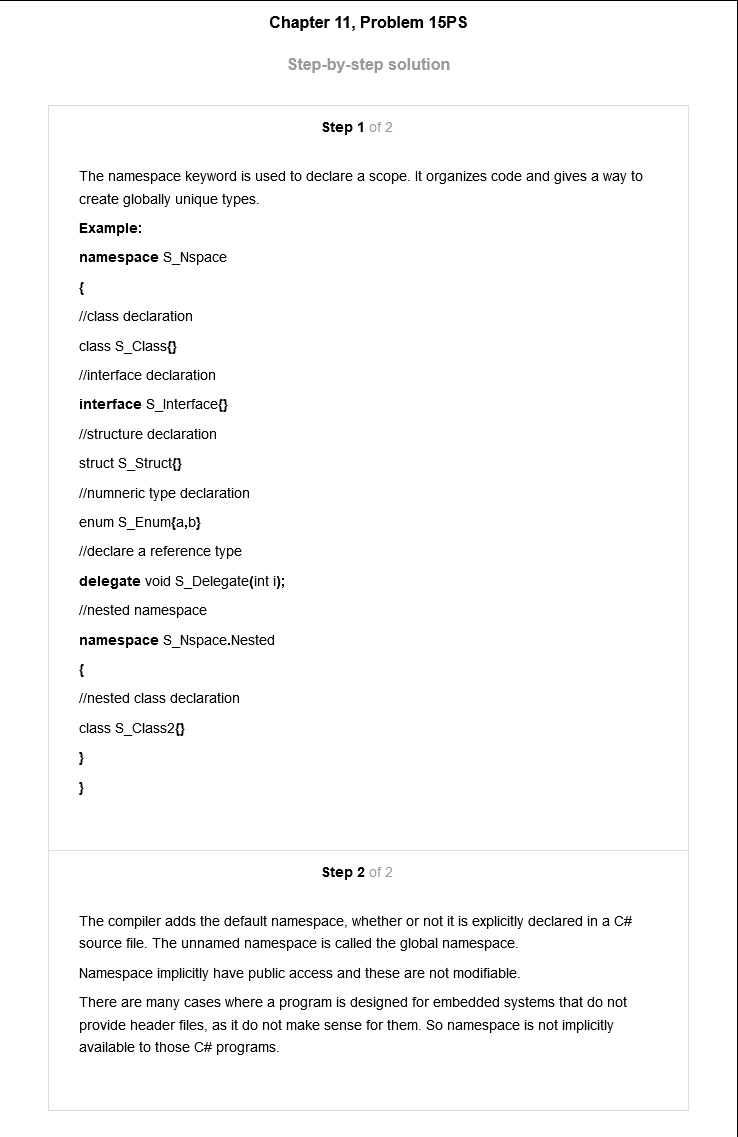 Chapter 11, Problem 15PS
Step-by-step solution
Step 1 of 2
The namespace keyword is used to declare a scope. It organizes code and gives a way to
create globally unique types.
Example:
namespace S_Nspace
{
//class declaration
class S_Class{}
//interface declaration
interface S_Interface{}
//structure declaration
struct S_Struct{}
//numneric type declaration
enum S_Enum{a,b}
//declare a reference type
delegate void S_Delegate(int i);
//nested namespace
namespace S_Nspace.Nested
{
//nested class declaration
class S_Class2{}
}
}
Step 2 of 2
The compiler adds the default namespace, whether or not it is explicitly declared in a C#
source file. The unnamed namespace is called the global namespace.
Namespace implicitly have public access and these are not modifiable.
There are many cases where a program is designed for embedded systems that do not
provide header files, as it do not make sense for them. So namespace is not implicitly
available to those C# programs.